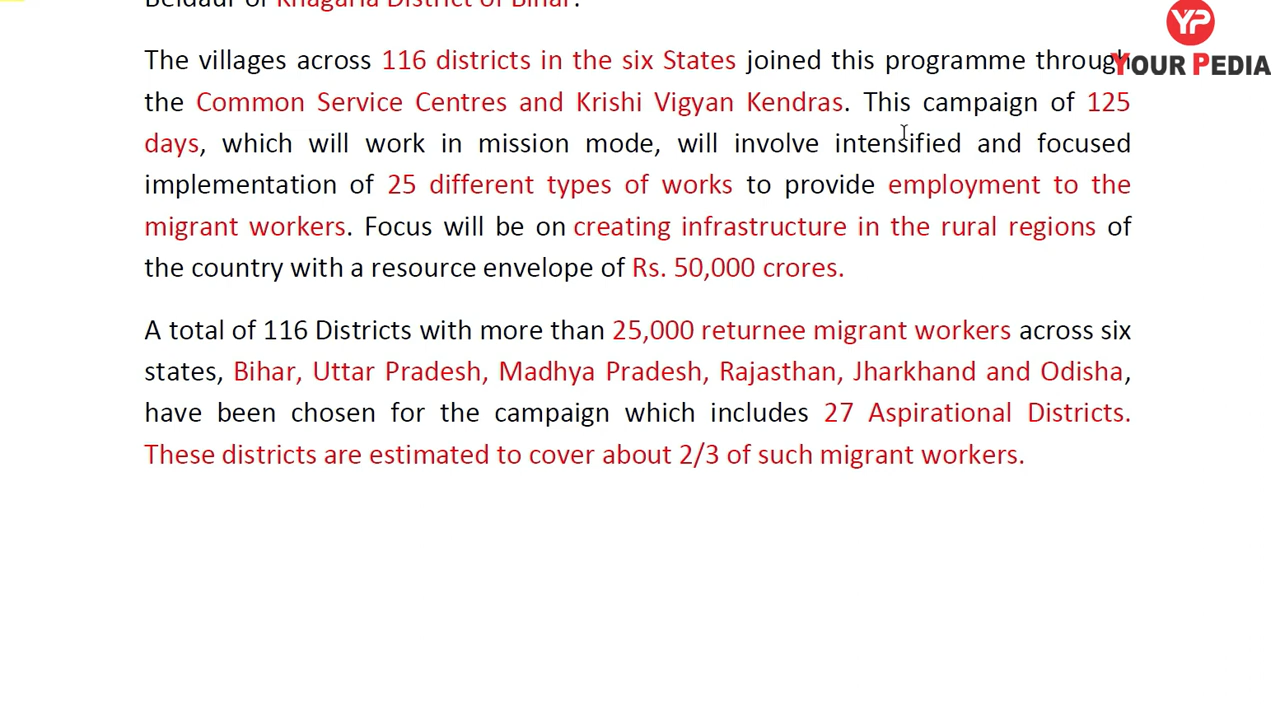 Beldaur of Khagaria District of Bihar.
YP
YOUR PEDIA
The villages across 116 districts in the six States joined this programme through
the Common Service Centres and Krishi Vigyan Kendras. This campaign of 125
days, which will work in mission mode, will involve intensified and focused
implementation of 25 different types of works to provide employment to the
migrant workers. Focus will be on creating infrastructure in the rural regions of
the country with a resource envelope of Rs. 50,000 crores.
A total of 116 Districts with more than 25,000 returnee migrant workers across six
states, Bihar, Uttar Pradesh, Madhya Pradesh, Rajasthan, Jharkhand and Odisha,
have been chosen for the campaign which includes 27 Aspirational Districts.
These districts are estimated to cover about 2/3 of such migrant workers.